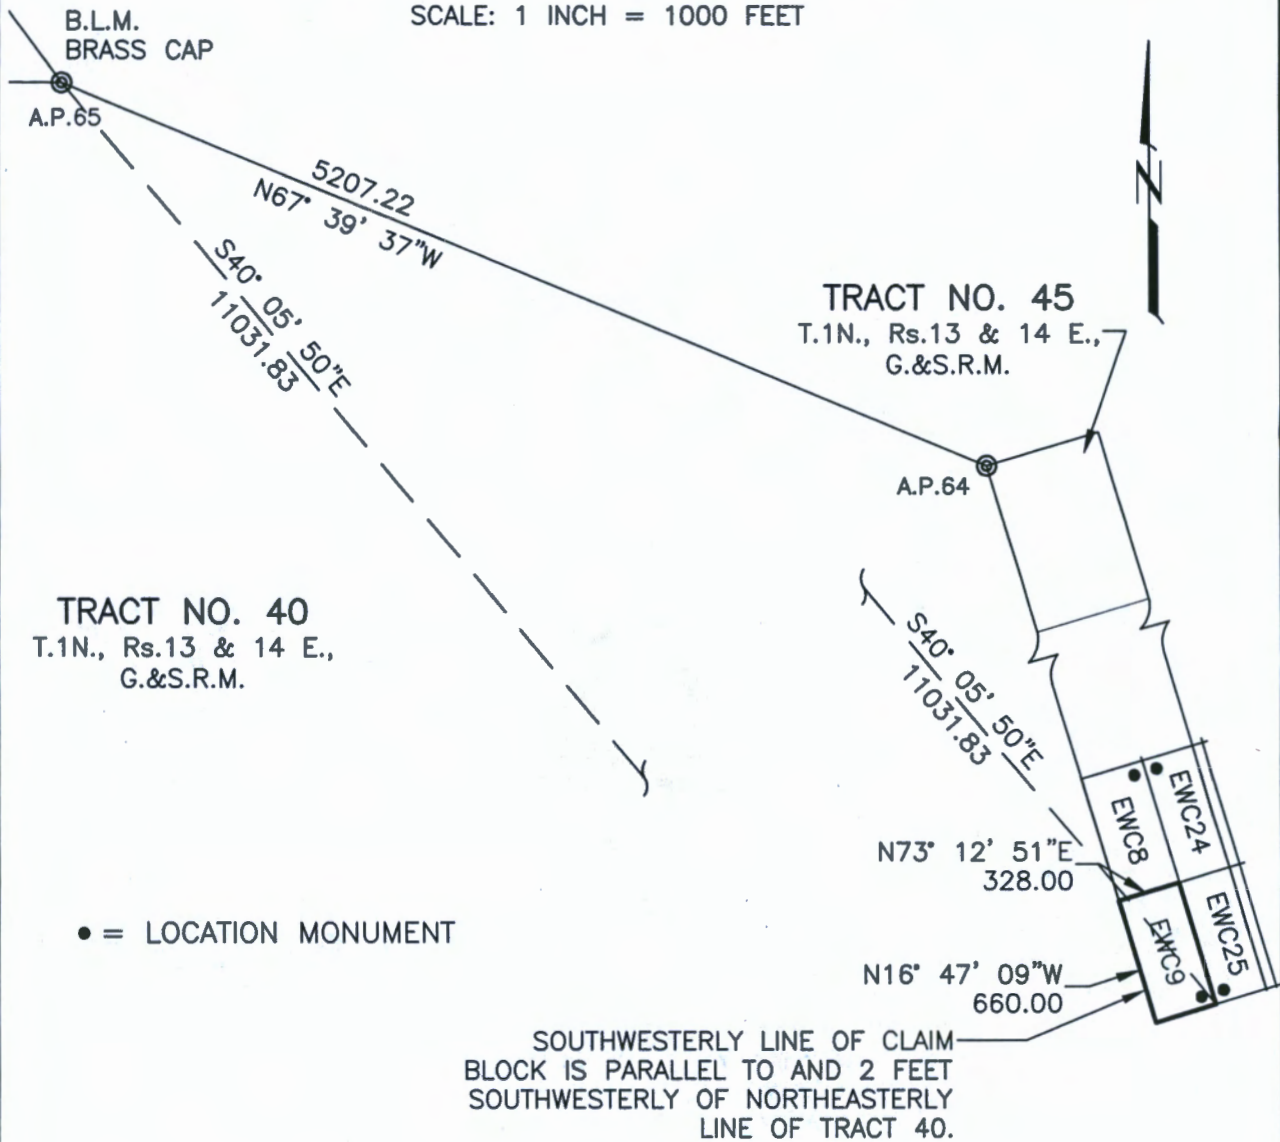 SCALE: 1 INCH = 1000 FEET
B.L.M.
BRASS CAP
A.P.65
5207.22
N67° 39' 37"W
S40° 05' 50"E
11031.83
N
TRACT NO. 45
T.1N., Rs.13 & 14 E.,
G.&S.R.M.
A.P.64
TRACT NO. 40
T.1N., Rs.13 & 14 E.,
G.&S.R.M.
S40° 05' 50"E
11031.83
EWC8
EWC24
N73° 12' 51"E
328.00
EWC9
EWC25
● = LOCATION MONUMENT
N16° 47' 09"W
660.00
SOUTHWESTERLY LINE OF CLAIM
BLOCK IS PARALLEL TO AND 2 FEET
SOUTHWESTERLY OF NORTHEASTERLY
LINE OF TRACT 40.